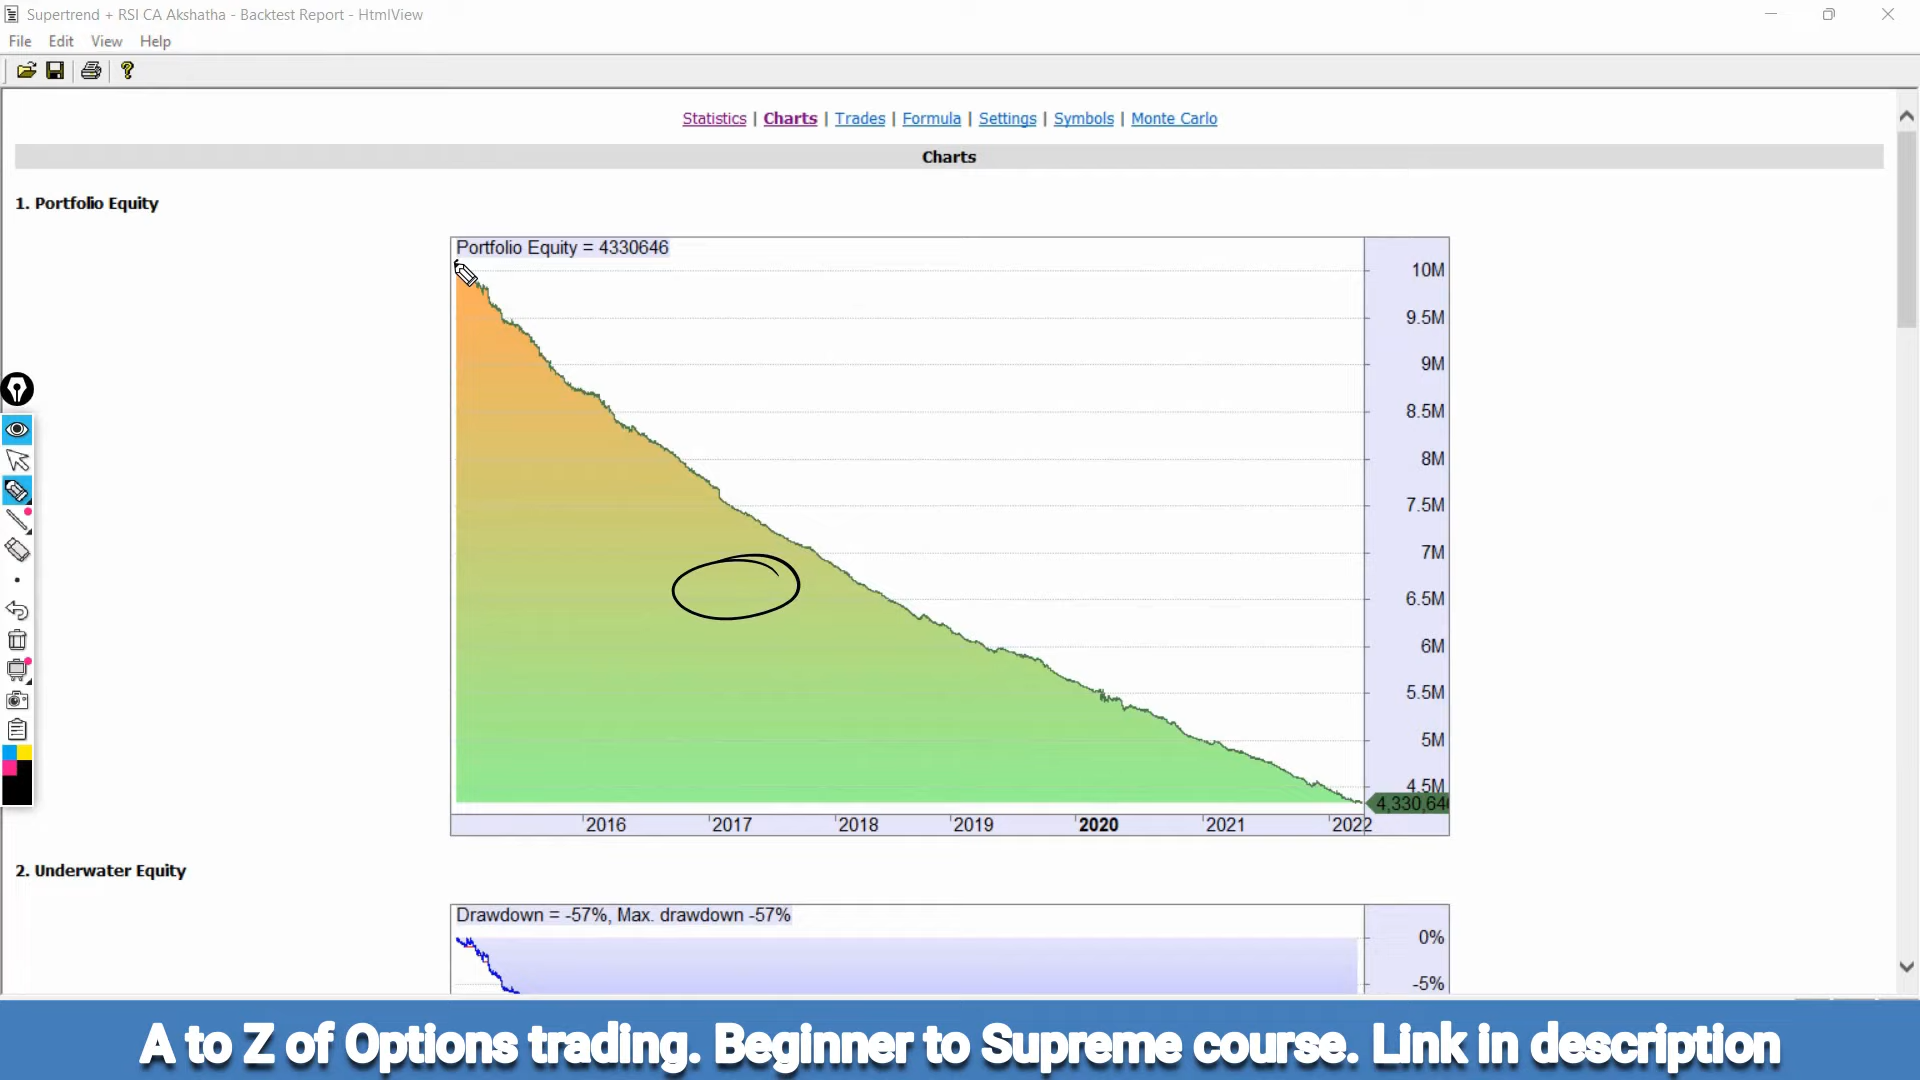 Supertrend + RSI CA Akshatha - Backtest Report - HtmlView
File Edit View Help
Statistics | Charts | Trades | Formula | Settings | Symbols | Monte Carlo
Charts
1. Portfolio Equity
Portfolio Equity = 4330646
10M
9.5M
9M
8.5M
8M
7.5M
7M
6.5M
6M
5.5M
5M
4.5M
4,330,646
2016 2017 2018 2019 2020 2021 2022
2. Underwater Equity
Drawdown = -57%, Max. drawdown -57%
0%
-5%
A to Z of Options trading. Beginner to Supreme course. Link in description